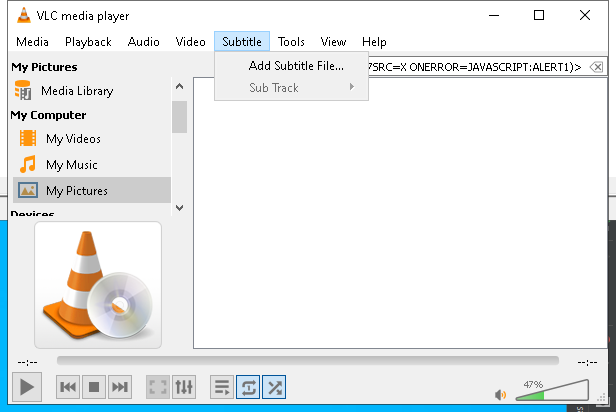 VLC media player
Media Playback Audio Video Subtitle Tools View Help
My Pictures
Add Subtitle File...
7SRC=X ONERROR=JAVASCRIPT:ALERT1)>
Media Library
Sub Track
My Computer
My Videos
My Music
My Pictures
Devices
--:-- --:--
47%